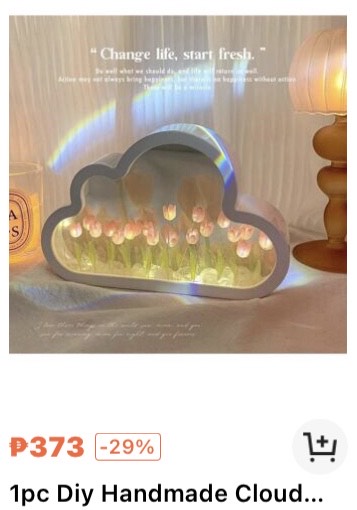 “ Change life, start fresh. ”
Do well what we should do, and life will return as well.
Action may not always bring happiness, but there is no happiness without action
There will be a miracle
A
S
₱373 -29%
1pc Diy Handmade Cloud...